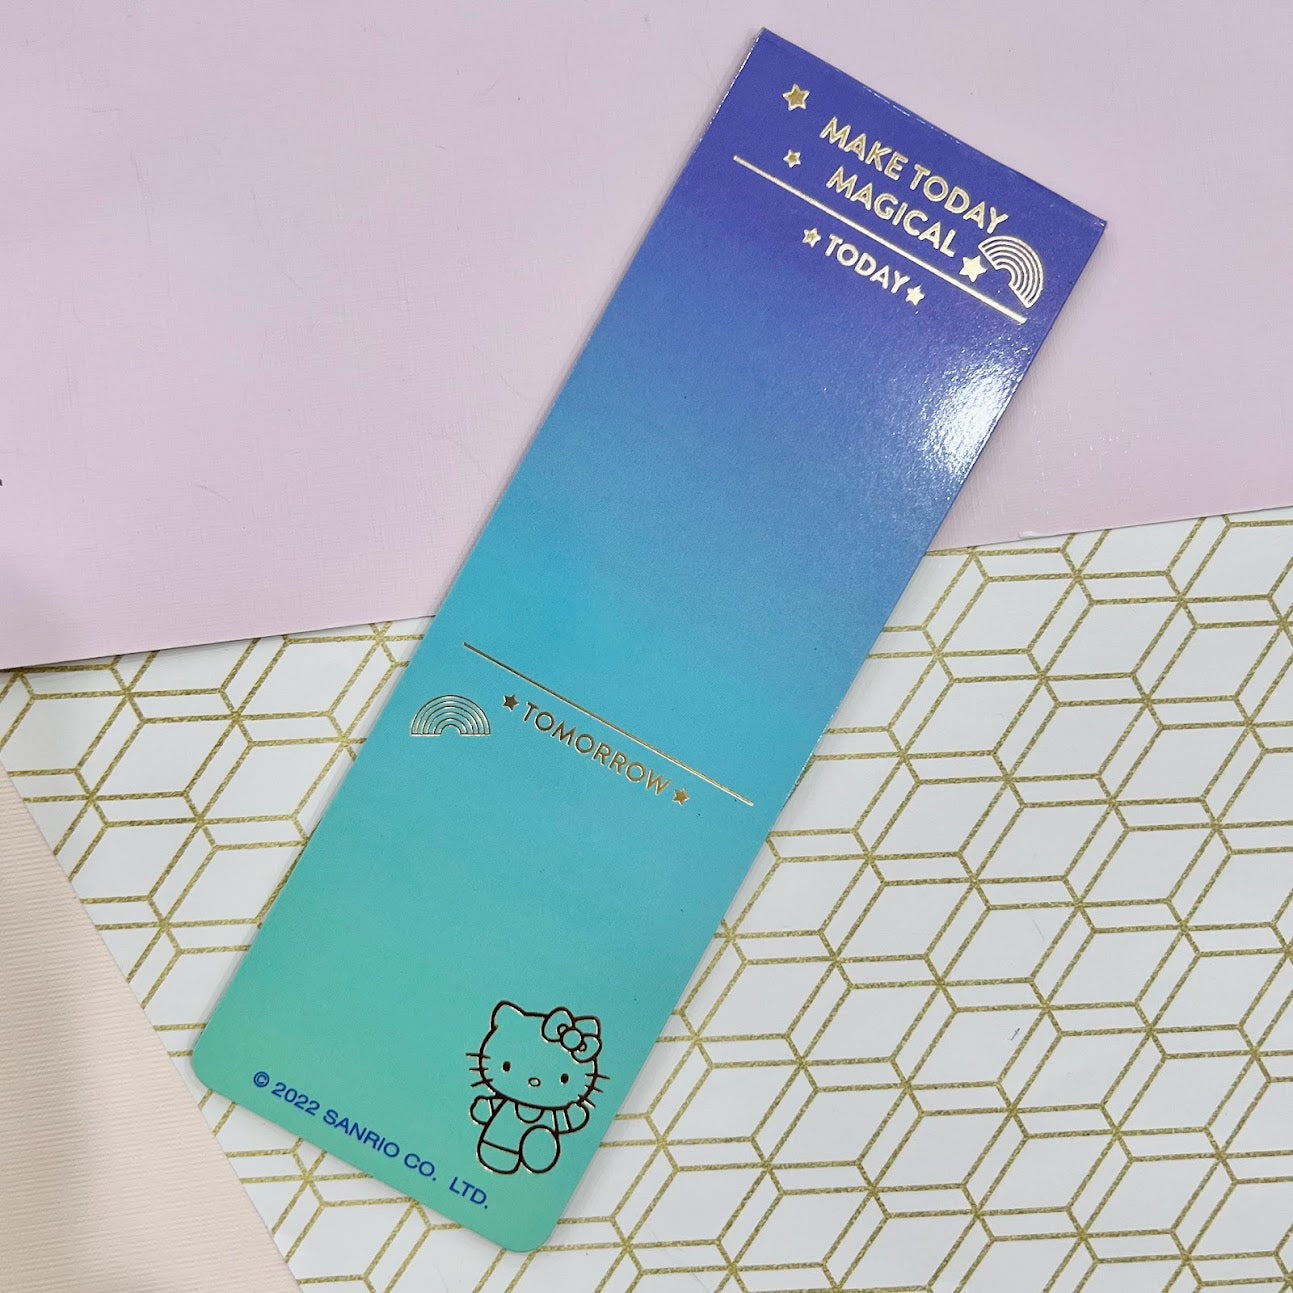 MAKE TODAY
MAGICAL
TODAY
TOMORROW
© 2022 SANRIO CO. LTD.